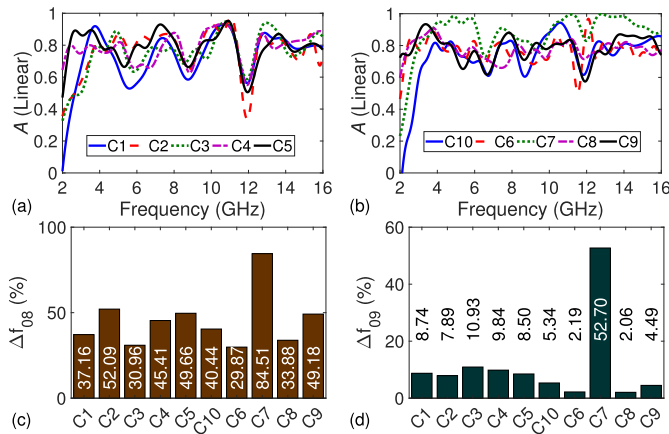 1
0.8
0.6
0.4
0.2
0
A (Linear)
C1 C2 C3 C4 C5
2 4 6 8 10 12 14 16
(a) Frequency (GHz)
1
0.8
0.6
0.4
0.2
0
A (Linear)
C10 C6 C7 C8 C9
2 4 6 8 10 12 14 16
(b) Frequency (GHz)
100
50
0
Δf08 (%)
37.16 52.09 30.96 45.41 49.66 40.44 29.87 84.51 33.88 49.18
(c) C1 C2 C3 C4 C5 C10 C6 C7 C8 C9
60
40
20
0
Δf09 (%)
8.74 7.89 10.93 9.84 8.50 5.34 2.19 52.70 2.06 4.49
(d) C1 C2 C3 C4 C5 C10 C6 C7 C8 C9